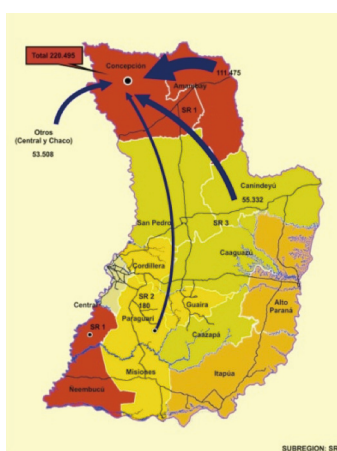 Total 220.495
Concepción
111.475
Amambay
SR 1
Otros
(Central y Chaco)
53.508
Canindeyú
55.332
San Pedro
SR 3
Caaguazú
Cordillera
Central
SR 2
180
Guaira
Alto
Paraná
Paraguarí
SR 1
Caazapá
Misiones
Itapúa
Ñeembucú
SUBREGION: SR